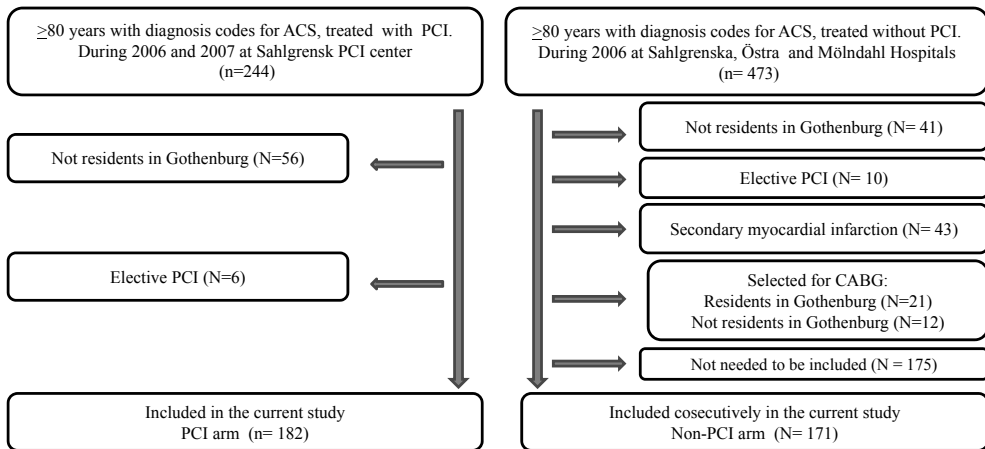 ≥80 years with diagnosis codes for ACS, treated with PCI.
During 2006 and 2007 at Sahlgrensk PCI center
(n=244)
Not residents in Gothenburg (N=56)
Elective PCI (N=6)
Included in the current study
PCI arm (n= 182)
≥80 years with diagnosis codes for ACS, treated without PCI.
During 2006 at Sahlgrenska, Östra and Mölndahl Hospitals
(n= 473)
Not residents in Gothenburg (N= 41)
Elective PCI (N= 10)
Secondary myocardial infarction (N= 43)
Selected for CABG:
Residents in Gothenburg (N=21)
Not residents in Gothenburg (N=12)
Not needed to be included (N = 175)
Included cosecutively in the current study
Non-PCI arm (N= 171)